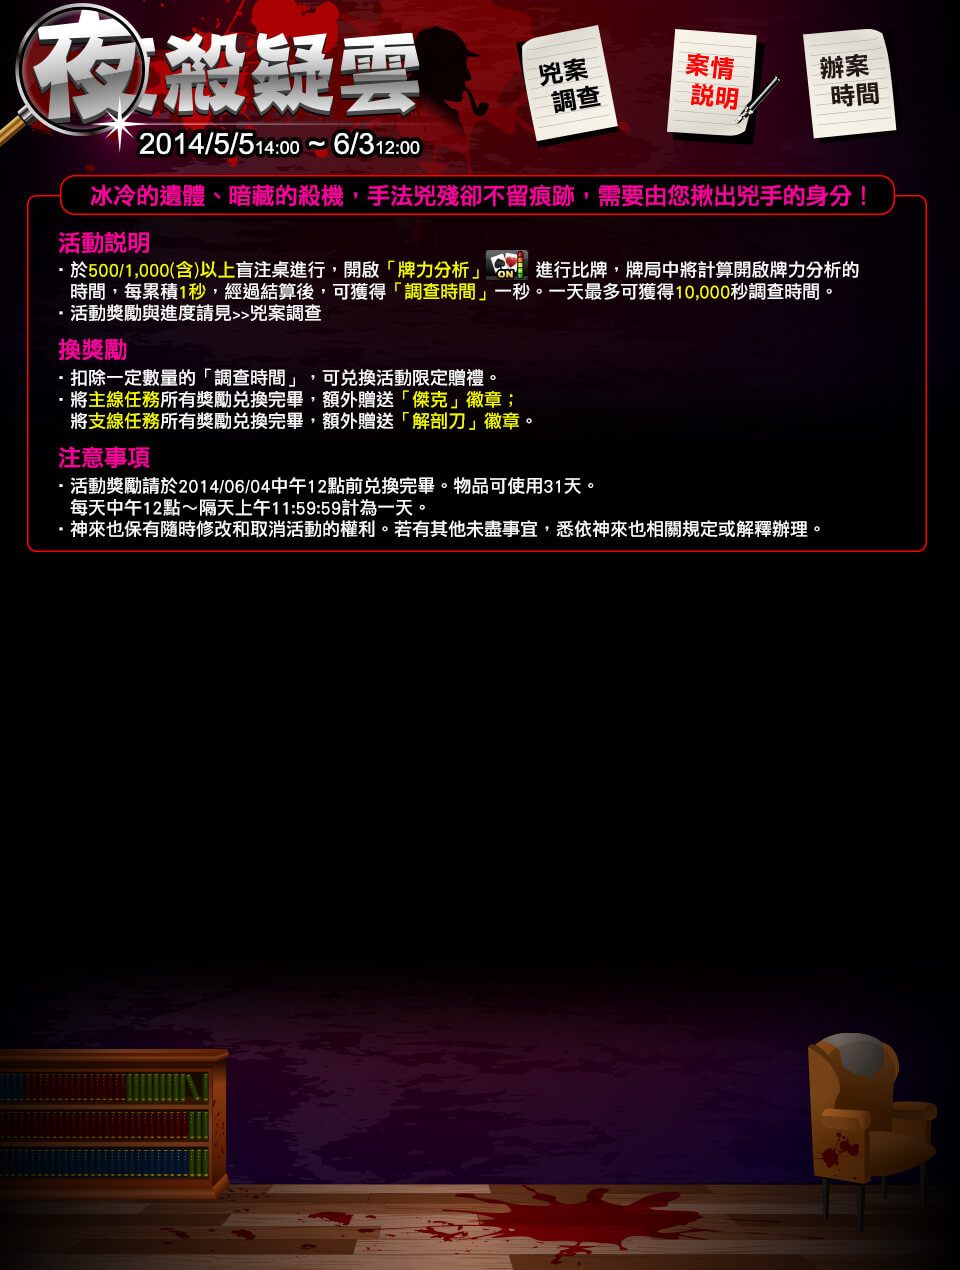 夜殺疑雲
2014/5/5 14:00 ~ 6/3 12:00
兇案
調查
案情
說明
辦案
時間
冰冷的遺體、暗藏的殺機，手法兇殘卻不留痕跡，需要由您揪出兇手的身分！
活動說明
·於500/1,000(含)以上盲注桌進行，開啟「牌力分析」 ON 進行比牌，牌局中將計算開啟牌力分析的
時間，每累積1秒，經過結算後，可獲得「調查時間」一秒。一天最多可獲得10,000秒調查時間。
·活動獎勵與進度請見>>兇案調查
換獎勵
·扣除一定數量的「調查時間」，可兌換活動限定贈禮。
·將主線任務所有獎勵兌換完畢，額外贈送「傑克」徽章；
將支線任務所有獎勵兌換完畢，額外贈送「解剖刀」徽章。
注意事項
·活動獎勵請於2014/06/04中午12點前兌換完畢。物品可使用31天。
每天中午12點～隔天上午11:59:59計為一天。
·神來也保有隨時修改和取消活動的權利。若有其他未盡事宜，悉依神來也相關規定或解釋辦理。